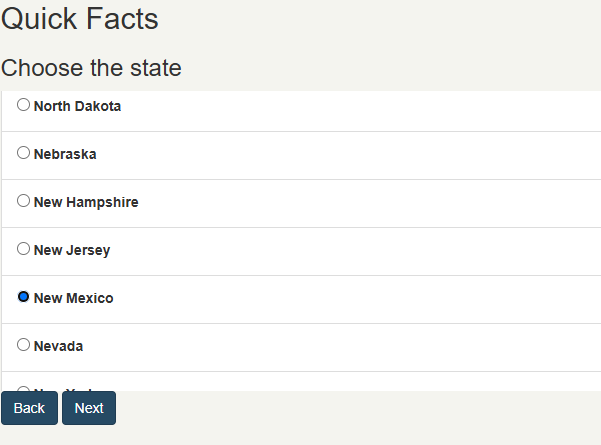 Quick Facts
Choose the state
North Dakota
Nebraska
New Hampshire
New Jersey
New Mexico
Nevada
Back Next